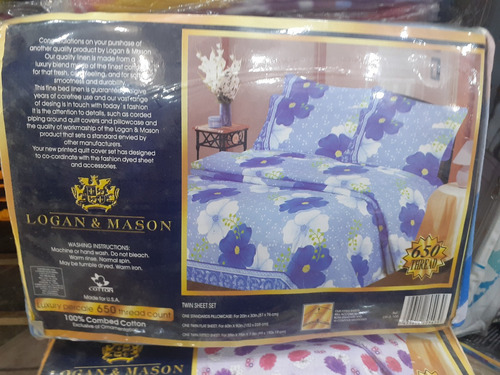 Congratulations on your purchase of
another quality product by Logan & Mason
Our quality linen is made from a
luxury blend made of the finest cotton
for that fresh, cool feeling, and for soft
smoothness and durability.
This fine bed linen is guaranteed to give
years of carefree use and our vast range
of desing is in touch with today's fashion
It is the attention to details, such as corded
piping around quilt covers and pillowcase and
the quality of workmaship of the Logan & Mason
product that sets a standard envied by
other manufacturers.
Your new printed quilt cover set has designed
to co-cordinate with the fashion dyed sheet
and accessories.
LOGAN & MASON
WASHING INSTRUCTIONS:
Machine or hand wash. Do not bleach.
Warm rinse. Normal spin.
May be tumble dryed. Warm iron.
COTTON
Made for U.S.A.
Luxury percale 650 thread count
100% Combed Cotton
650
THREAD
TWIN SHEET SET